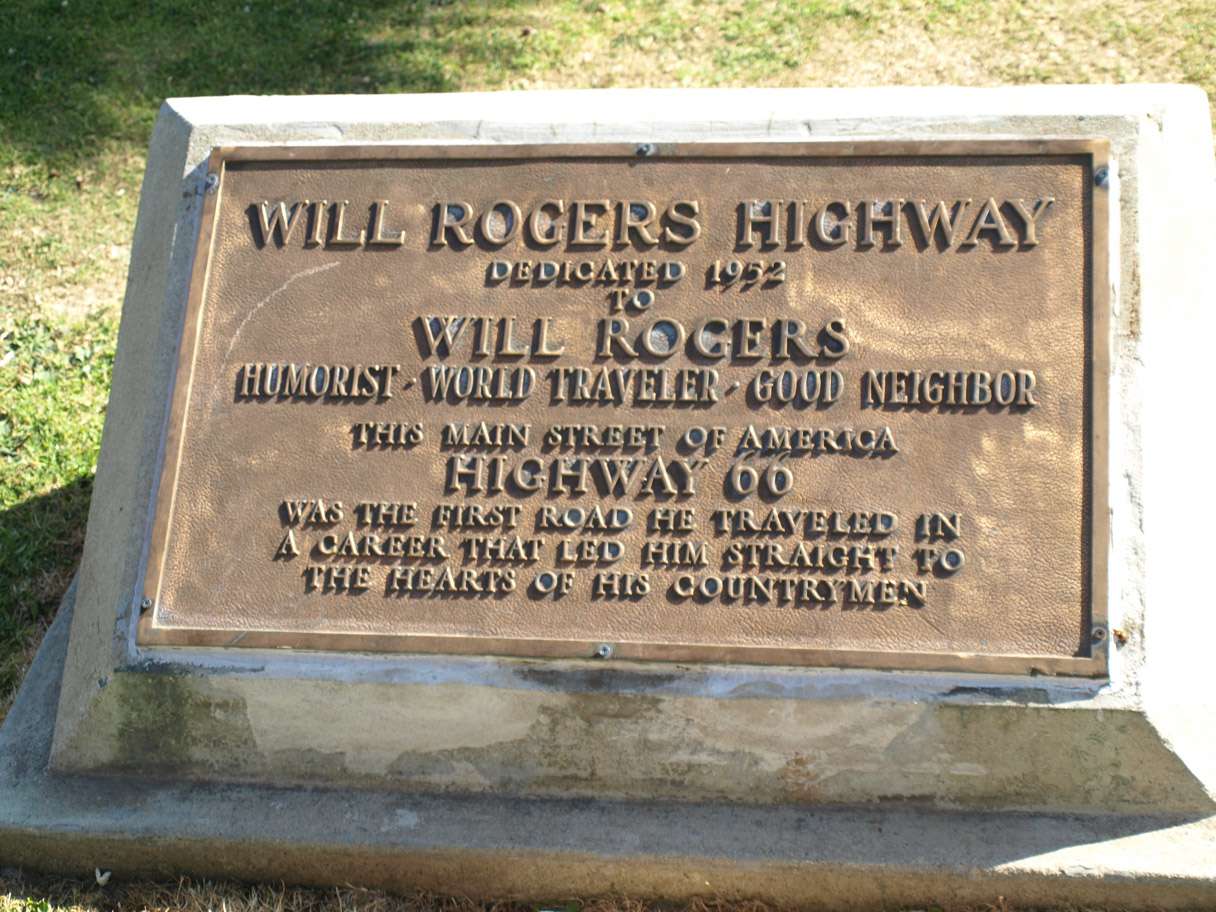 WILL ROGERS HIGHWAY
DEDICATED 1952
TO
WILL ROGERS
HUMORIST · WORLD TRAVELER · GOOD NEIGHBOR
THIS MAIN STREET OF AMERICA
HIGHWAY 66
WAS THE FIRST ROAD HE TRAVELED IN
A CAREER THAT LED HIM STRAIGHT TO
THE HEARTS OF HIS COUNTRYMEN